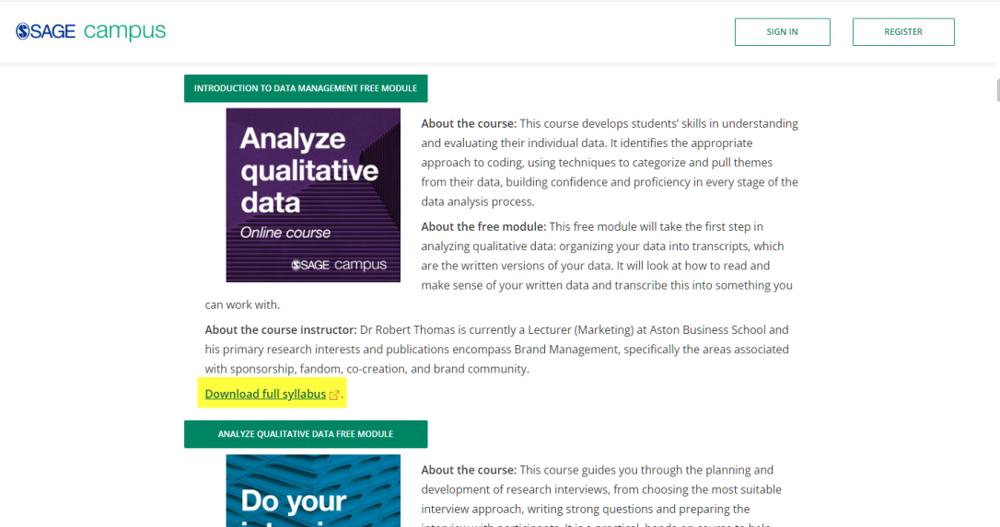 SAGE campus
SIGN IN
REGISTER
INTRODUCTION TO DATA MANAGEMENT FREE MODULE
Analyze
qualitative
data
Online course
SAGE campus
About the course: This course develops students’ skills in understanding
and evaluating their individual data. It identifies the appropriate
approach to coding, using techniques to categorize and pull themes
from their data, building confidence and proficiency in every stage of the
data analysis process.
About the free module: This free module will take the first step in
analyzing qualitative data: organizing your data into transcripts, which
are the written versions of your data. It will look at how to read and
make sense of your written data and transcribe this into something you
can work with.
About the course instructor: Dr Robert Thomas is currently a Lecturer (Marketing) at Aston Business School and
his primary research interests and publications encompass Brand Management, specifically the areas associated
with sponsorship, fandom, co-creation, and brand community.
Download full syllabus.
ANALYZE QUALITATIVE DATA FREE MODULE
Do your
About the course: This course guides you through the planning and
development of research interviews, from choosing the most suitable
interview approach, writing strong questions and preparing the